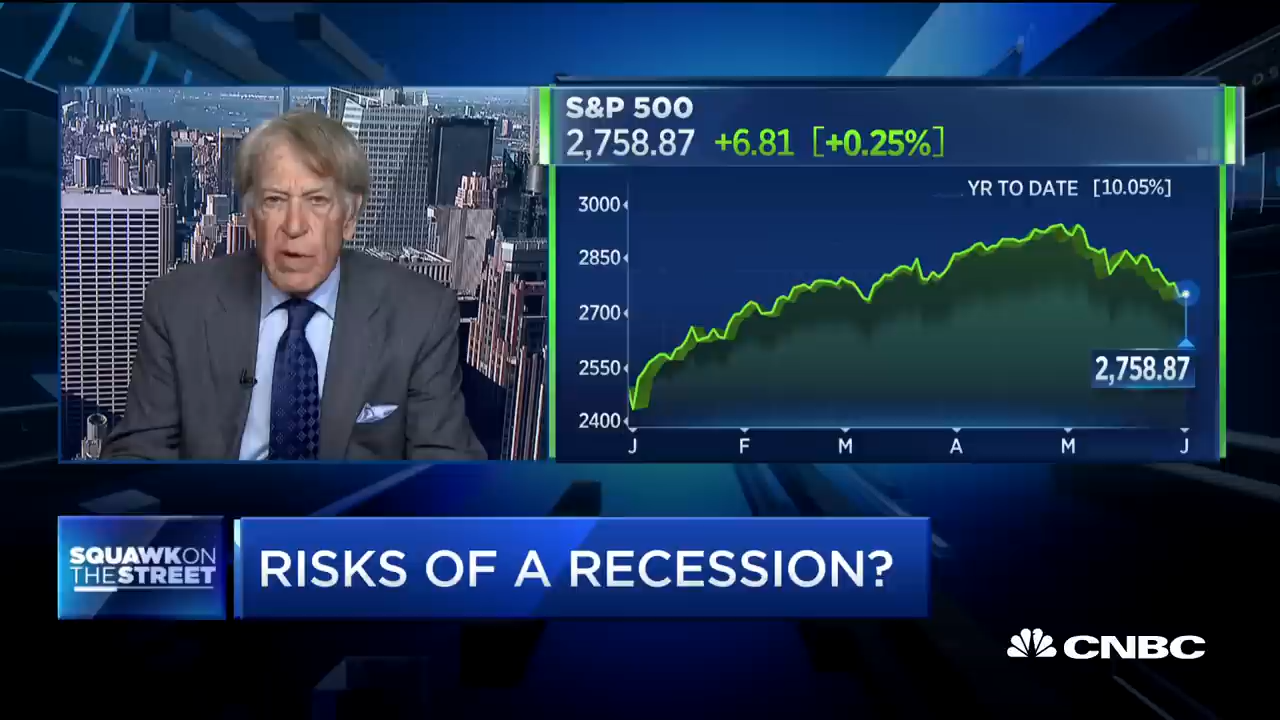 S&P 500
2,758.87 +6.81 [+0.25%]
YR TO DATE [10.05%]
3000
2850
2700
2550
2400
2,758.87
J F M A M J
SQUAWK ON
THE STREET
RISKS OF A RECESSION?
CNBC